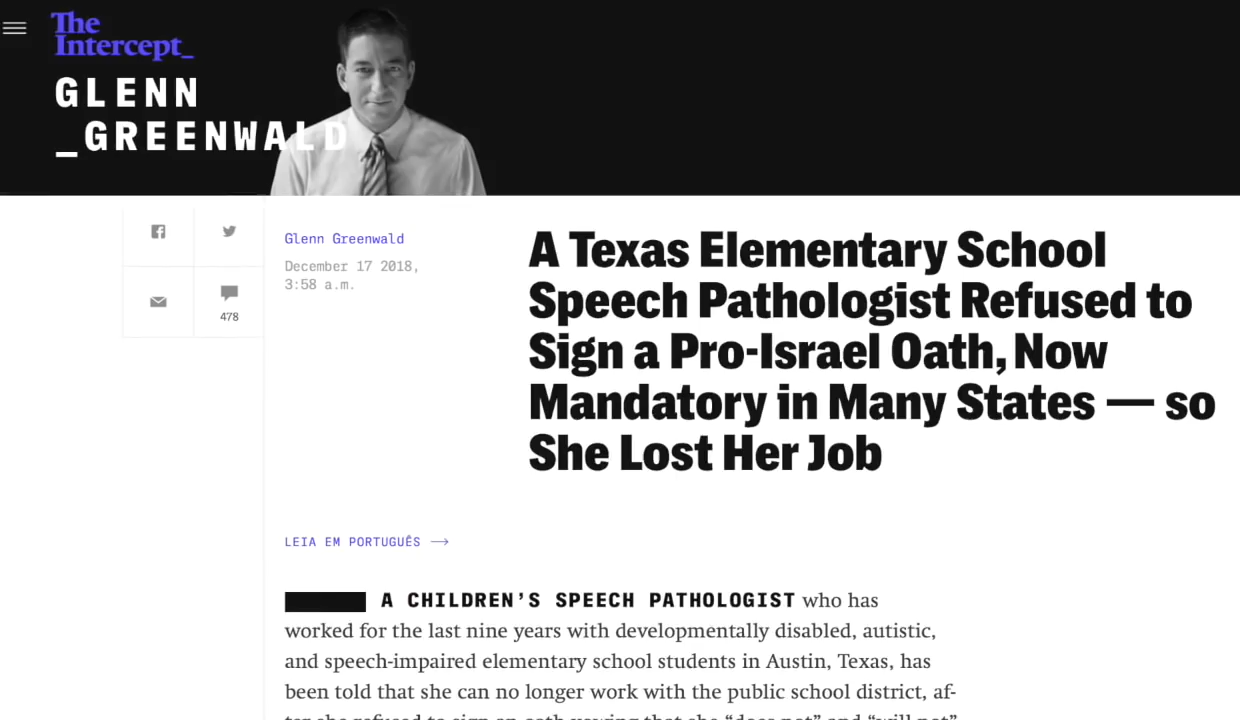 The
Intercept_
GLENN
_GREENWALD
478
Glenn Greenwald
December 17 2018,
3:58 a.m.
A Texas Elementary School
Speech Pathologist Refused to
Sign a Pro-Israel Oath, Now
Mandatory in Many States — so
She Lost Her Job
LEIA EM PORTUGUÊS →
A CHILDREN’S SPEECH PATHOLOGIST who has
worked for the last nine years with developmentally disabled, autistic,
and speech-impaired elementary school students in Austin, Texas, has
been told that she can no longer work with the public school district, af-
ter she refused to sign an oath vowing that she “does not” and “will not”